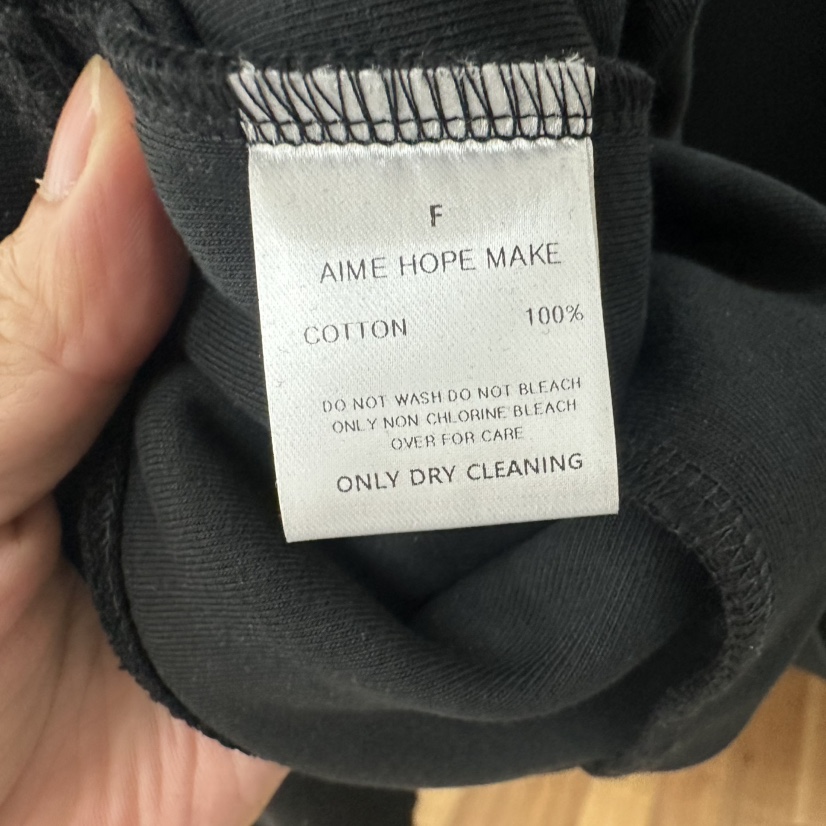 F
AIME HOPE MAKE
COTTON 100%
DO NOT WASH DO NOT BLEACH
ONLY NON CHLORINE BLEACH
OVER FOR CARE
ONLY DRY CLEANING